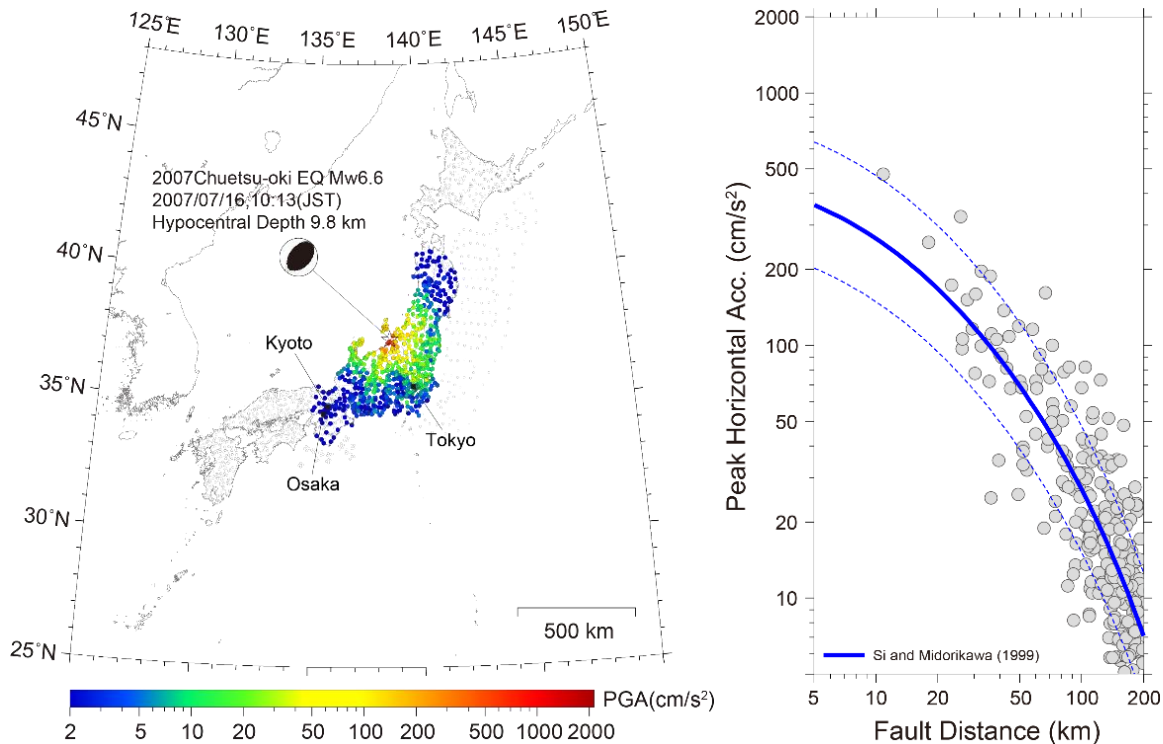 125°E
130°E
135°E
140°E
145°E
150°E
45°N
40°N
35°N
30°N
25°N
2007Chuetsu-oki EQ Mw6.6
2007/07/16,10:13(JST)
Hypocentral Depth 9.8 km
Kyoto
Tokyo
Osaka
500 km
PGA(cm/s²)
2 5 10 20 50 100 200 500 1000 2000
Peak Horizontal Acc. (cm/s²)
2000
1000
500
200
100
50
20
10
Si and Midorikawa (1999)
5 10 20 50 100 200
Fault Distance (km)